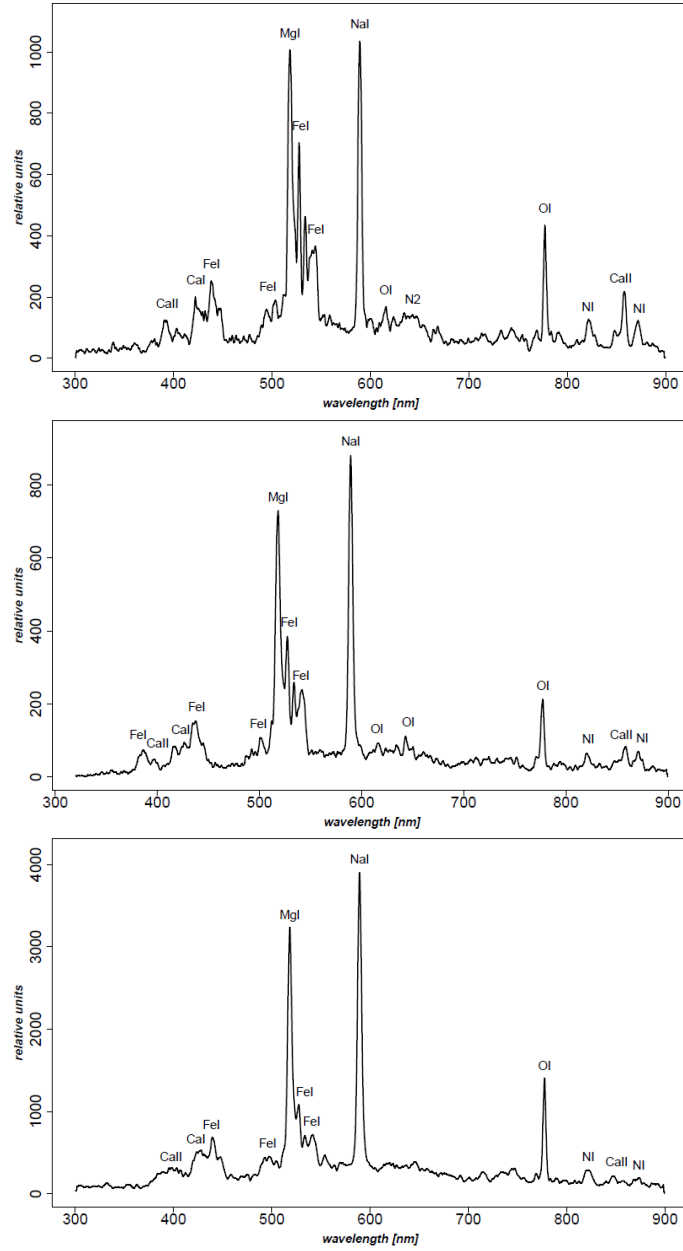 MgI
NaI
FeI
FeI
OI
FeI
CaI
CaII
FeI
OI
N2
NI
CaII
NI
relative units
0
200
400
600
800
1000
300
400
500
600
700
800
900
wavelength [nm]
NaI
MgI
FeI
FeI
FeI
CaII
CaI
FeI
FeI
OI
OI
OI
NI
CaII
NI
relative units
0
200
400
600
800
300
400
500
600
700
800
900
wavelength [nm]
NaI
MgI
FeI
FeI
CaII
CaI
FeI
FeI
OI
NI
CaII
NI
relative units
0
1000
2000
3000
4000
300
400
500
600
700
800
900
wavelength [nm]